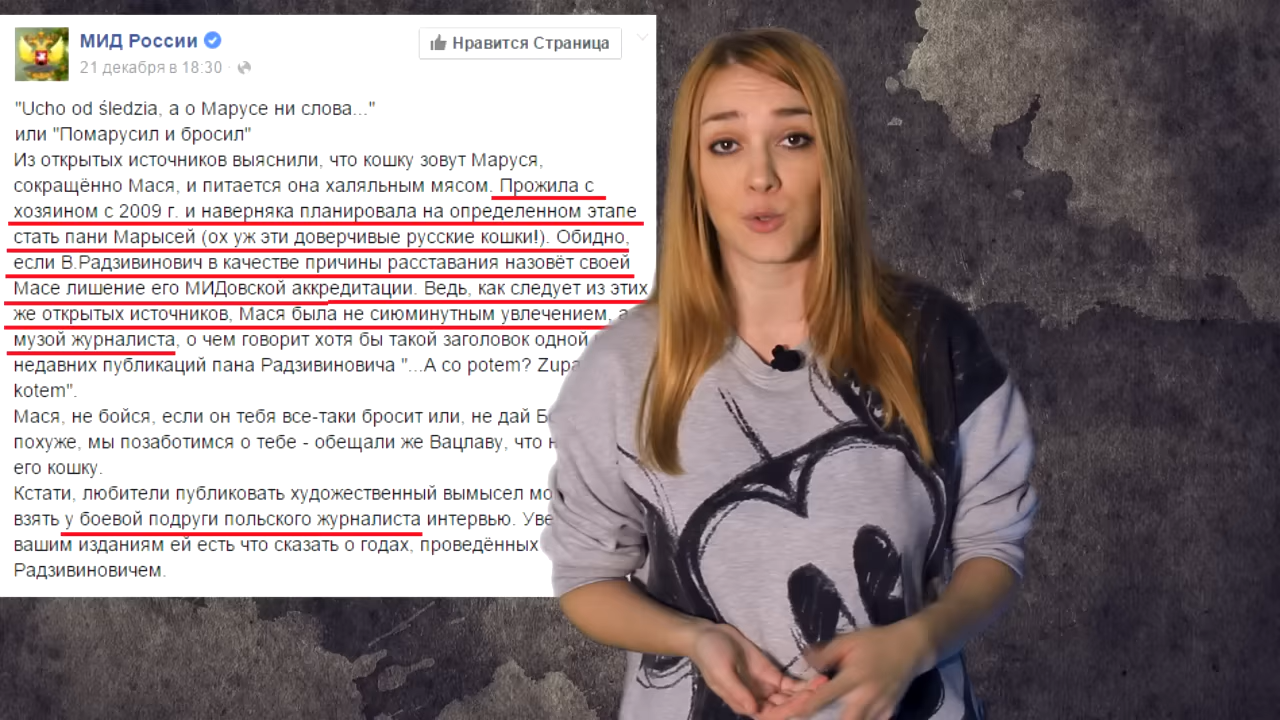 МИД России
Нравится Страница
21 декабря в 18:30 ·
"Ucho od śledzia, а о Марусе ни слова..."
или "Помарусил и бросил"
Из открытых источников выяснили, что кошку зовут Маруся,
сокращённо Мася, и питается она халяльным мясом. Прожила с
хозяином с 2009 г. и наверняка планировала на определенном этапе
стать пани Марысей (ох уж эти доверчивые русские кошки!). Обидно,
если В.Радзивинович в качестве причины расставания назовёт своей
Масе лишение его МИДовской аккредитации. Ведь, как следует из этих
же открытых источников, Мася была не сиюминутным увлечением, а
музой журналиста, о чем говорит хотя бы такой заголовок одной
недавних публикаций пана Радзивиновича "...А со potem? Zupa
kotem".
Мася, не бойся, если он тебя все-таки бросит или, не дай
похуже, мы позаботимся о тебе - обещали же Вацлаву, что
его кошку.
Кстати, любители публиковать художественный вымысел
взять у боевой подруги польского журналиста интервью.
вашим изданиям ей есть что сказать о годах, проведённых
Радзивиновичем.